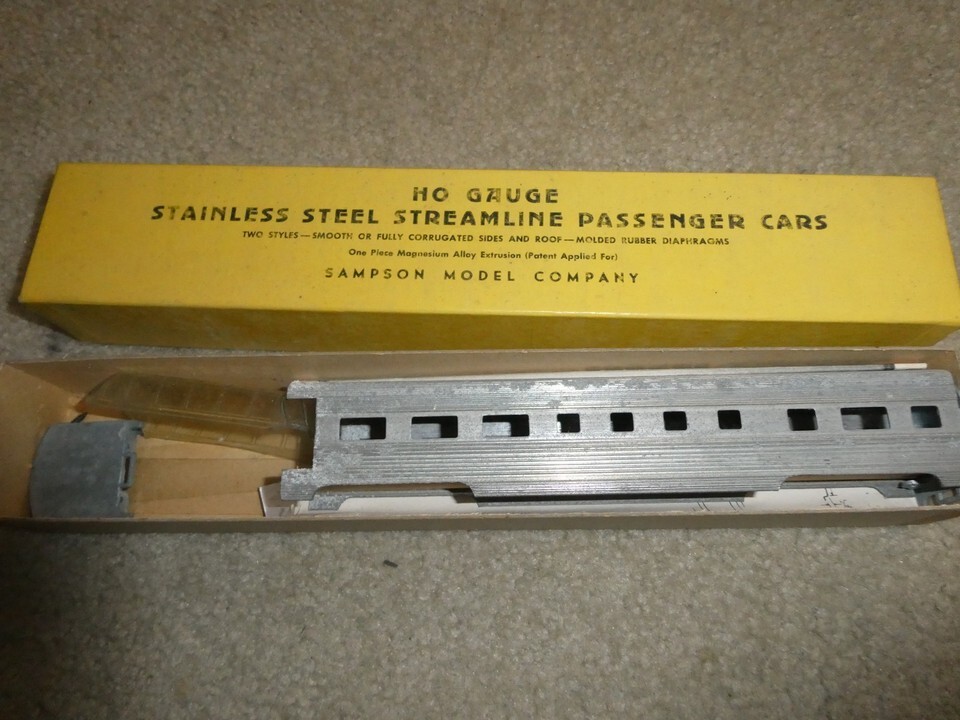 HO GAUGE
STAINLESS STEEL STREAMLINE PASSENGER CARS
TWO STYLES—SMOOTH OR FULLY CORRUGATED SIDES AND ROOF—MOLDED RUBBER DIAPHRAGMS
One Piece Magnesium Alloy Extrusion (Patent Applied For)
SAMPSON MODEL COMPANY